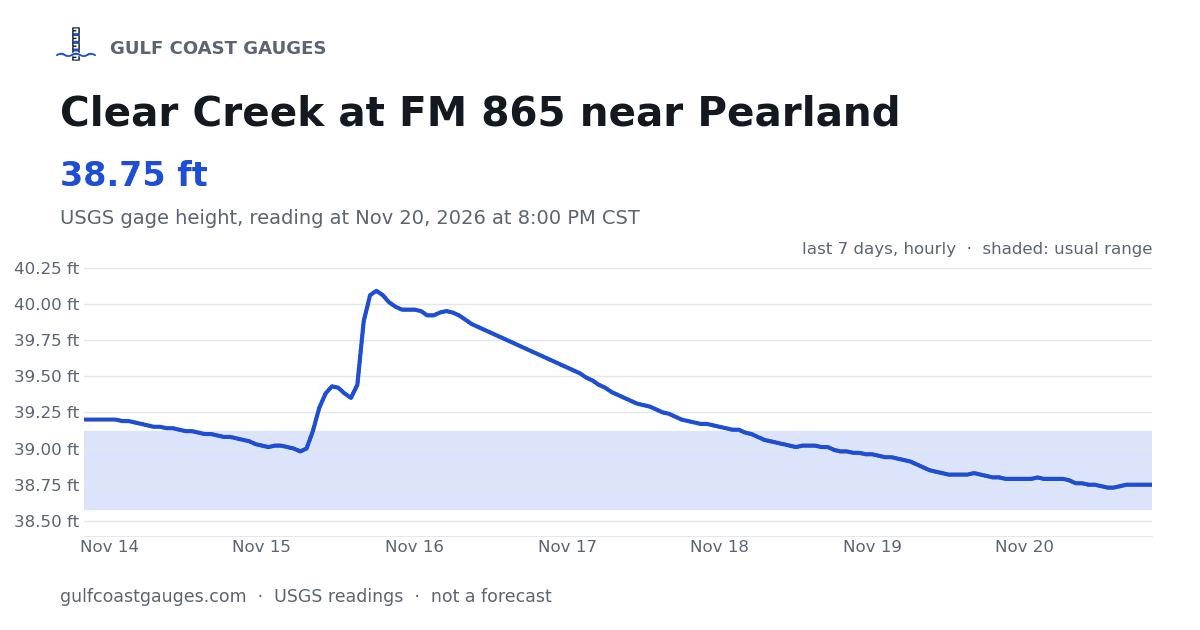 GULF COAST GAUGES
Clear Creek at FM 865 near Pearland
38.75 ft
USGS gage height, reading at Nov 20, 2026 at 8:00 PM CST
last 7 days, hourly · shaded: usual range
40.25 ft
40.00 ft
39.75 ft
39.50 ft
39.25 ft
39.00 ft
38.75 ft
38.50 ft
Nov 14 Nov 15 Nov 16 Nov 17 Nov 18 Nov 19 Nov 20
gulfcoastgauges.com · USGS readings · not a forecast